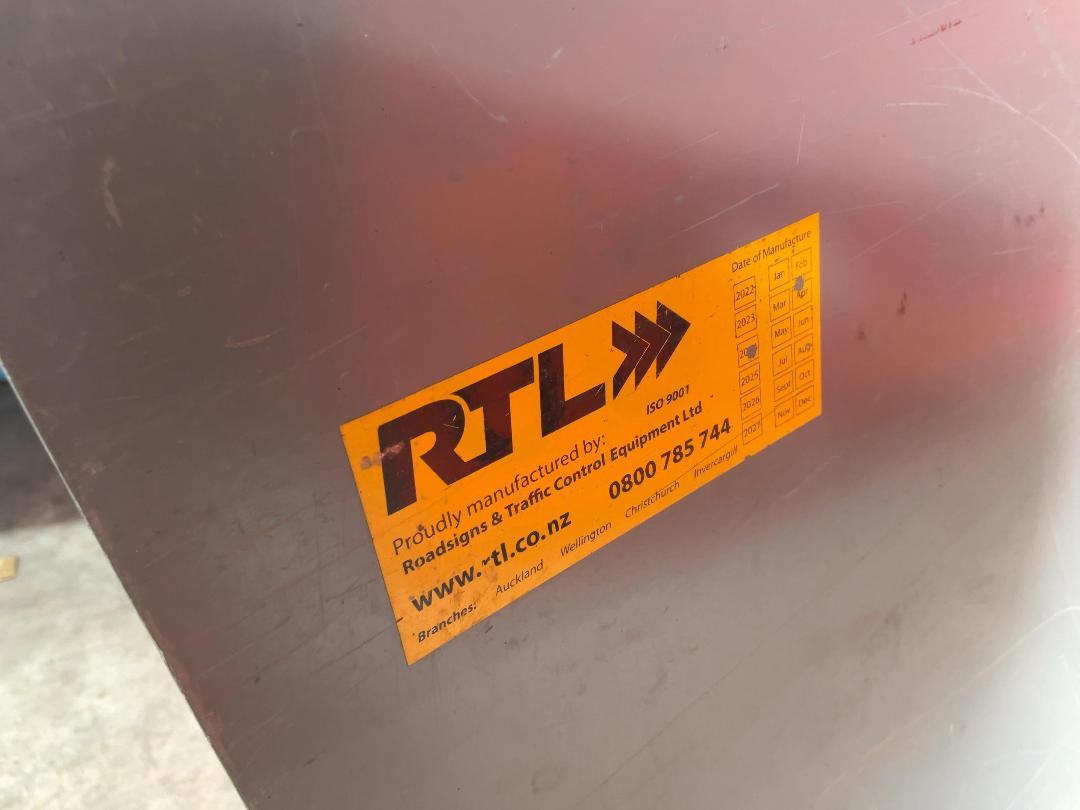 RTL
ISO 9001
Proudly manufactured by:
Roadsigns & Traffic Control Equipment Ltd
www.rtl.co.nz 0800 785 744
Branches: Auckland Wellington Christchurch Invercargill
Date of Manufacture
2022 Jan Feb
2023 Mar Apr
May Jun
2025 Jul Aug
2026 Sept Oct
2027 Nov Dec